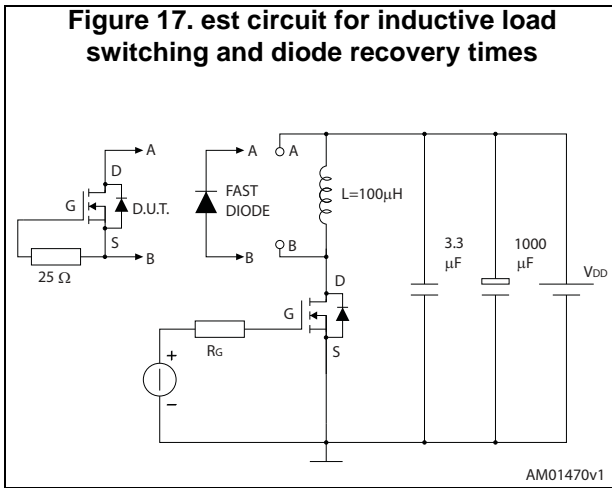 Figure 17. est circuit for inductive load
switching and diode recovery times
A
D
G
D.U.T.
S
B
25 Ω
A
FAST
DIODE
B
A
L=100μH
B
D
G
S
RG
+
−
3.3
μF
1000
μF
VDD
AM01470v1